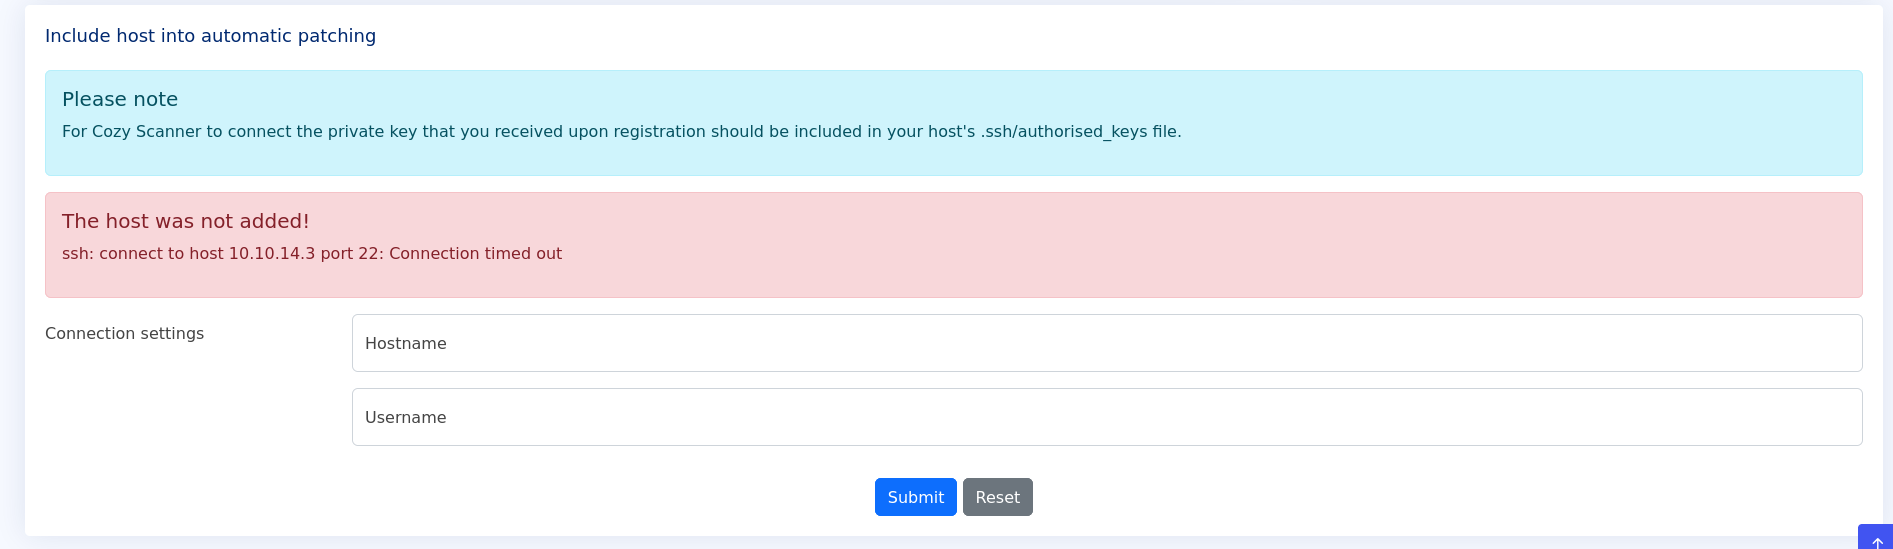 Include host into automatic patching
Please note
For Cozy Scanner to connect the private key that you received upon registration should be included in your host's .ssh/authorised_keys file.
The host was not added!
ssh: connect to host 10.10.14.3 port 22: Connection timed out
Connection settings
Hostname
Username
Submit Reset